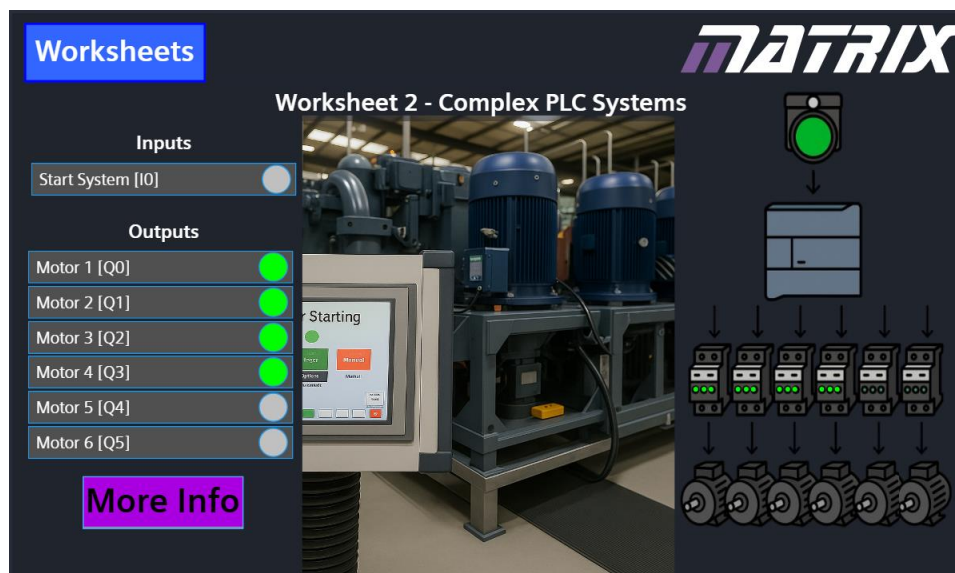 Worksheets
MATRIX
Worksheet 2 - Complex PLC Systems
Inputs
Start System [I0]
Outputs
Motor 1 [Q0]
Motor 2 [Q1]
Motor 3 [Q2]
Motor 4 [Q3]
Motor 5 [Q4]
Motor 6 [Q5]
More Info
Starting
Manual